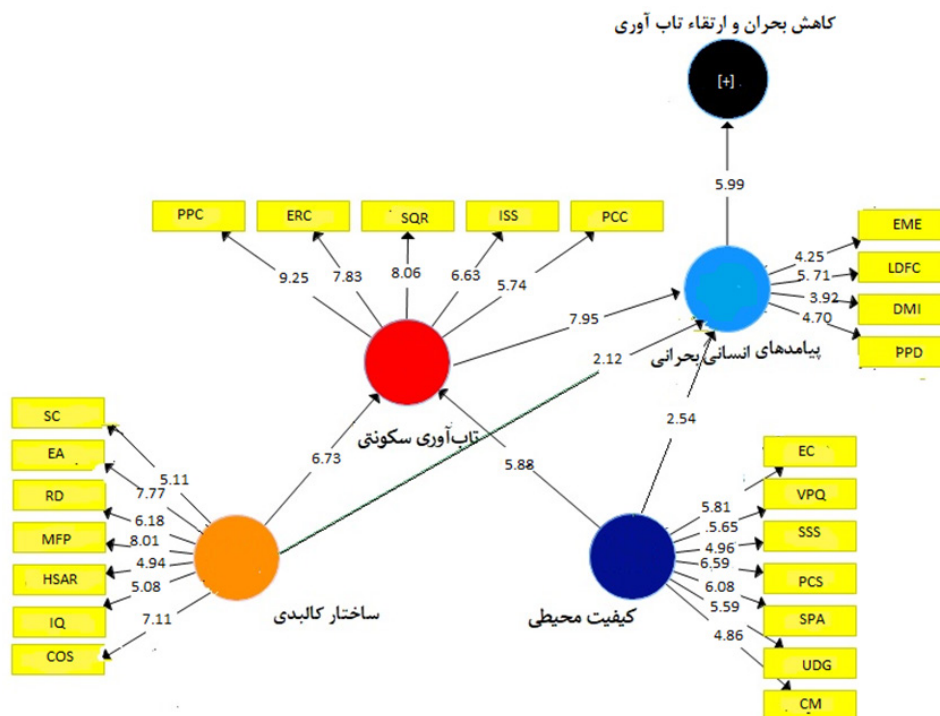 کاهش بحران و ارتقاء تاب آوری
[+]
5.99
PPC
ERC
SQR
ISS
PCC
9.25
7.83
8.06
6.63
5.74
EME
LDFC
DMI
PPD
4.25
5.71
3.92
4.70
پیامدهای انسانی بحرانی
7.95
2.12
2.54
تاب‌آوری سکونتی
6.73
5.88
SC
EA
RD
MFP
HSAR
IQ
COS
5.11
7.77
6.18
8.01
4.94
5.08
7.11
ساختار کالبدی
کیفیت محیطی
EC
VPQ
SSS
PCS
SPA
UDG
CM
5.81
.5.65
4.96
6.59
6.08
5.59
4.86